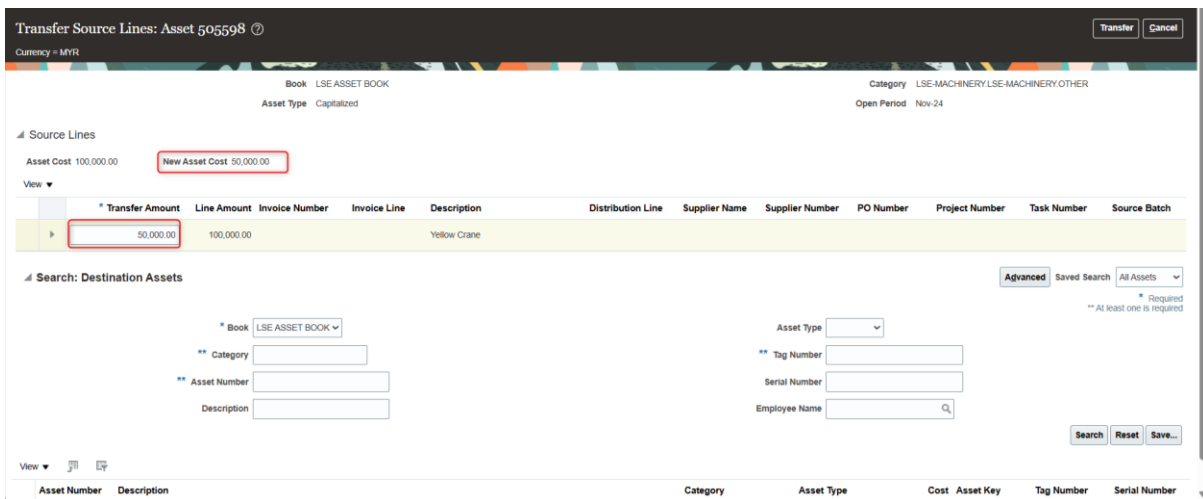 Transfer Source Lines: Asset 505598 ?
Transfer Cancel
Currency = MYR
Book LSE ASSET BOOK Category LSE-MACHINERY.LSE-MACHINERY.OTHER
Asset Type Capitalized Open Period Nov-24
Source Lines
Asset Cost 100,000.00 New Asset Cost 50,000.00
View
* Transfer Amount Line Amount Invoice Number Invoice Line Description Distribution Line Supplier Name Supplier Number PO Number Project Number Task Number Source Batch
50,000.00 100,000.00 Yellow Crane
Search: Destination Assets Advanced Saved Search All Assets
* Required
** At least one is required
* Book LSE ASSET BOOK Asset Type
** Category ** Tag Number
** Asset Number Serial Number
Description Employee Name
Search Reset Save...
View
Asset Number Description Category Asset Type Cost Asset Key Tag Number Serial Number